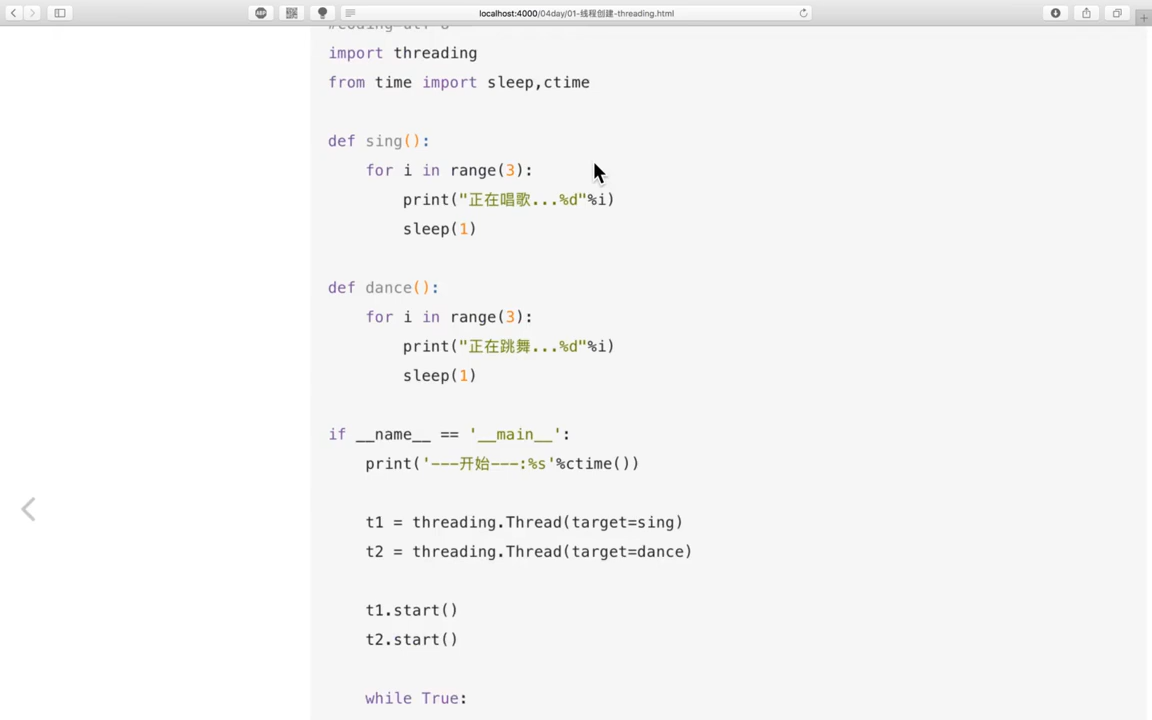 localhost:4000/04day/01-线程创建-threading.html
import threading
from time import sleep,ctime
def sing():
for i in range(3):
print("正在唱歌...%d"%i)
sleep(1)
def dance():
for i in range(3):
print("正在跳舞...%d"%i)
sleep(1)
if __name__ == '__main__':
print('---开始---:%s'%ctime())
t1 = threading.Thread(target=sing)
t2 = threading.Thread(target=dance)
t1.start()
t2.start()
while True: